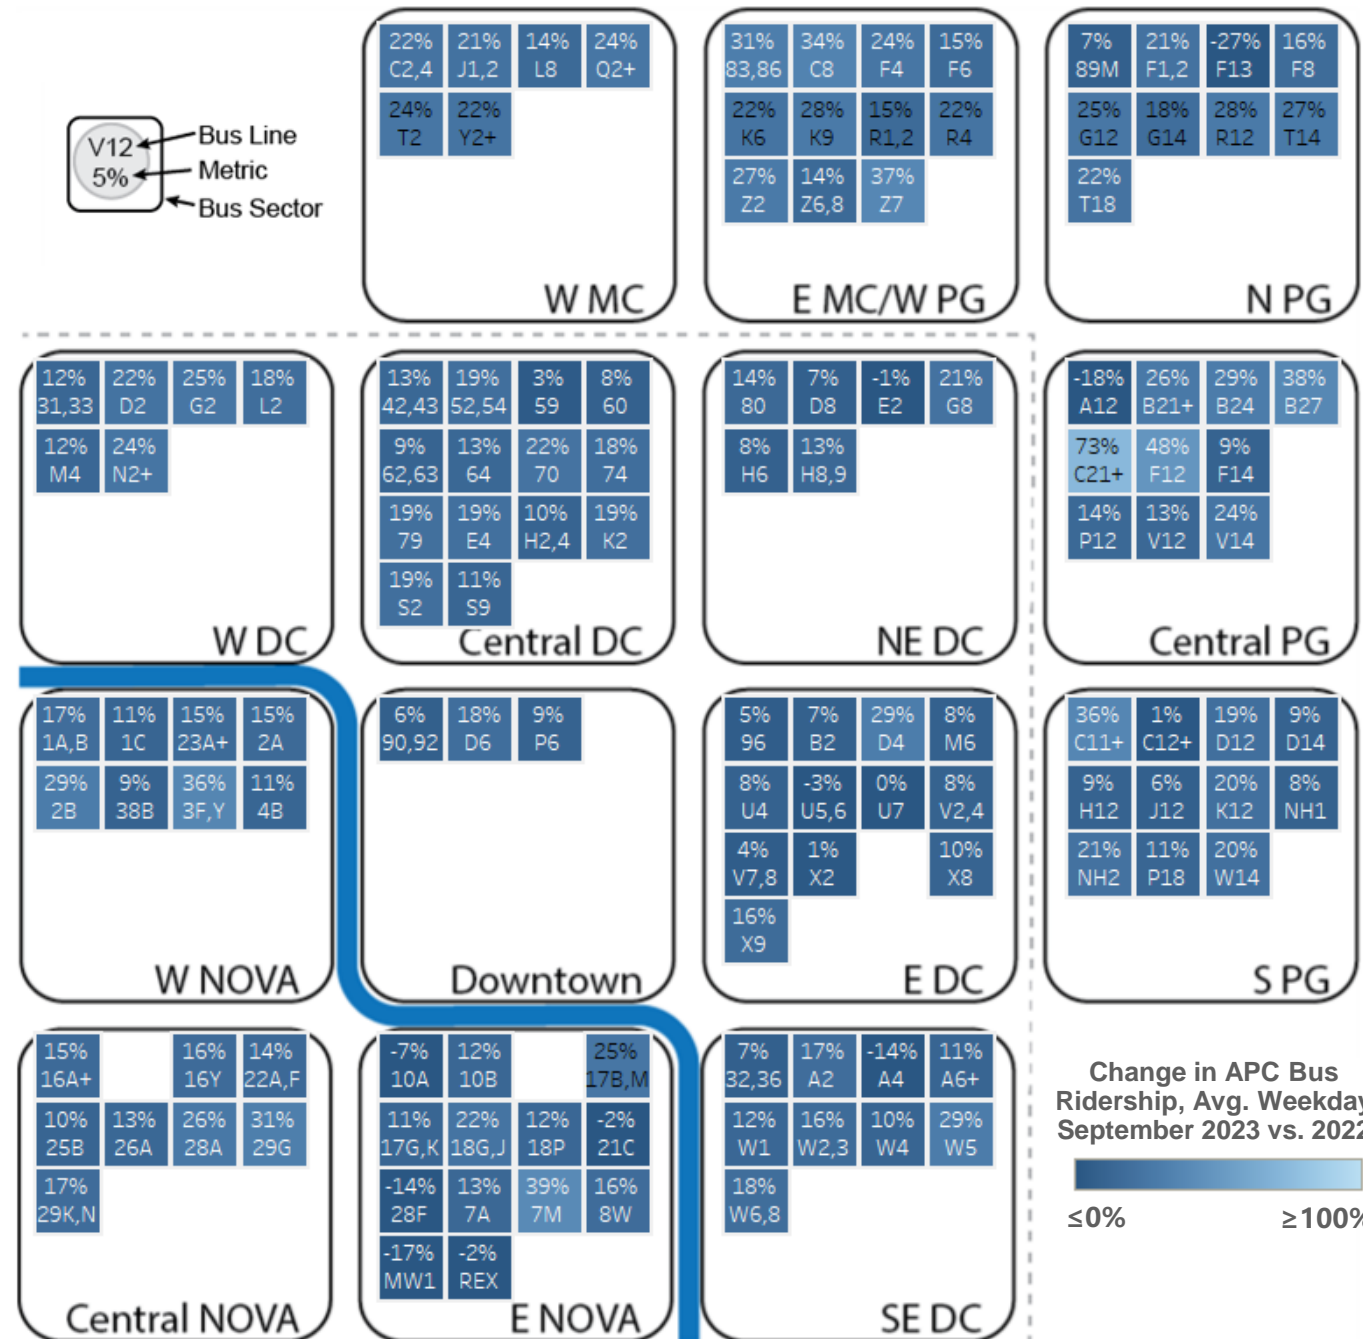 22% 21% 14% 24%
C2,4 J1,2 L8 Q2+
24% 22%
T2 Y2+
W MC
31% 34% 24% 15%
83,86 C8 F4 F6
22% 28% 15% 22%
K6 K9 R1,2 R4
27% 14% 37%
Z2 Z6,8 Z7
E MC/W PG
7% 21% -27% 16%
89M F1,2 F13 F8
25% 18% 28% 27%
G12 G14 R12 T14
22%
T18
N PG
V12
5%
Bus Line
Metric
Bus Sector
12% 22% 25% 18%
31,33 D2 G2 L2
12% 24%
M4 N2+
W DC
13% 19% 3% 8%
42,43 52,54 59 60
9% 13% 22% 18%
62,63 64 70 74
19% 19% 10% 19%
79 E4 H2,4 K2
19% 11%
S2 S9
Central DC
14% 7% -1% 21%
80 D8 E2 G8
8% 13%
H6 H8,9
NE DC
-18% 26% 29% 38%
A12 B21+ B24 B27
73% 48% 9%
C21+ F12 F14
14% 13% 24%
P12 V12 V14
Central PG
17% 11% 15% 15%
1A,B 1C 23A+ 2A
29% 9% 36% 11%
2B 38B 3F,Y 4B
W NOVA
6% 18% 9%
90,92 D6 P6
Downtown
5% 7% 29% 8%
96 B2 D4 M6
8% -3% 0% 8%
U4 U5,6 U7 V2,4
4% 1% 10%
V7,8 X2 X8
16%
X9
E DC
36% 1% 19% 9%
C11+ C12+ D12 D14
9% 6% 20% 8%
H12 J12 K12 NH1
21% 11% 20%
NH2 P18 W14
S PG
15% 16% 14%
16A+ 16Y 22A,F
10% 13% 26% 31%
25B 26A 28A 29G
17%
29K,N
Central NOVA
-7% 12% 25%
10A 10B 17B,M
11% 22% 12% -2%
17G,K 18G,J 18P 21C
-14% 13% 39% 16%
28F 7A 7M 8W
-17% -2%
MW1 REX
E NOVA
7% 17% -14% 11%
32,36 A2 A4 A6+
12% 16% 10% 29%
W1 W2,3 W4 W5
18%
W6,8
SE DC
Change in APC Bus
Ridership, Avg. Weekday
September 2023 vs. 2022
≤0% ≥100%